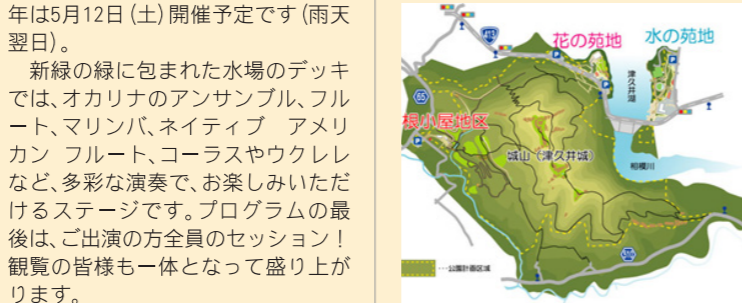 年は5月12日（土）開催予定です（雨天
翌日）。
　新緑の緑に包まれた水場のデッキ
では、オカリナのアンサンブル、フル
ート、マリンバ、ネイティブ　アメリ
カン フルート、コーラスやウクレレ
など、多彩な演奏で、お楽しみいただ
けるステージです。プログラムの最
後は、ご出演の方全員のセッション！
観覧の皆様も一体となって盛り上が
ります。
花の苑地
水の苑地
津久井湖
413
65
根小屋地区
城山（津久井城）
相模川
510
公園計画区域